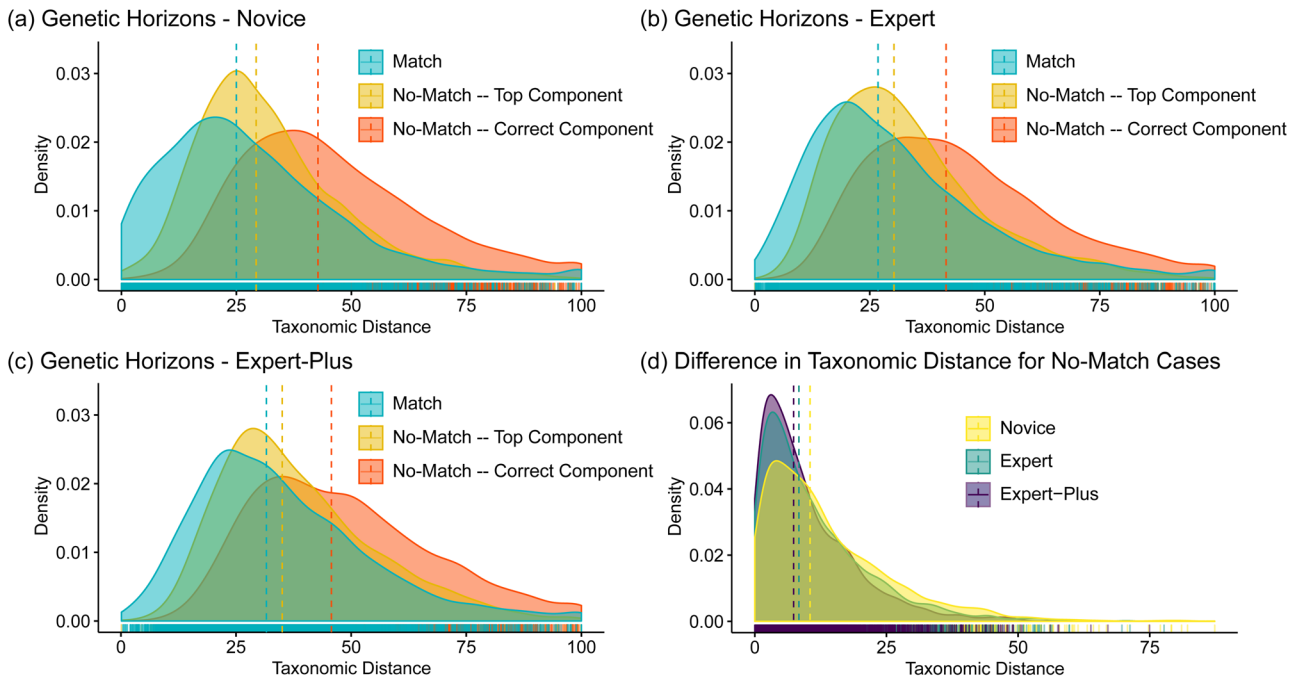 (a) Genetic Horizons - Novice
Density
0.03
0.02
0.01
0.00
Match
No-Match -- Top Component
No-Match -- Correct Component
0 25 50 75 100
Taxonomic Distance
(b) Genetic Horizons - Expert
Density
0.03
0.02
0.01
0.00
Match
No-Match -- Top Component
No-Match -- Correct Component
0 25 50 75 100
Taxonomic Distance
(c) Genetic Horizons - Expert-Plus
Density
0.03
0.02
0.01
0.00
Match
No-Match -- Top Component
No-Match -- Correct Component
0 25 50 75 100
Taxonomic Distance
(d) Difference in Taxonomic Distance for No-Match Cases
Density
0.06
0.04
0.02
0.00
Novice
Expert
Expert−Plus
0 25 50 75
Taxonomic Distance